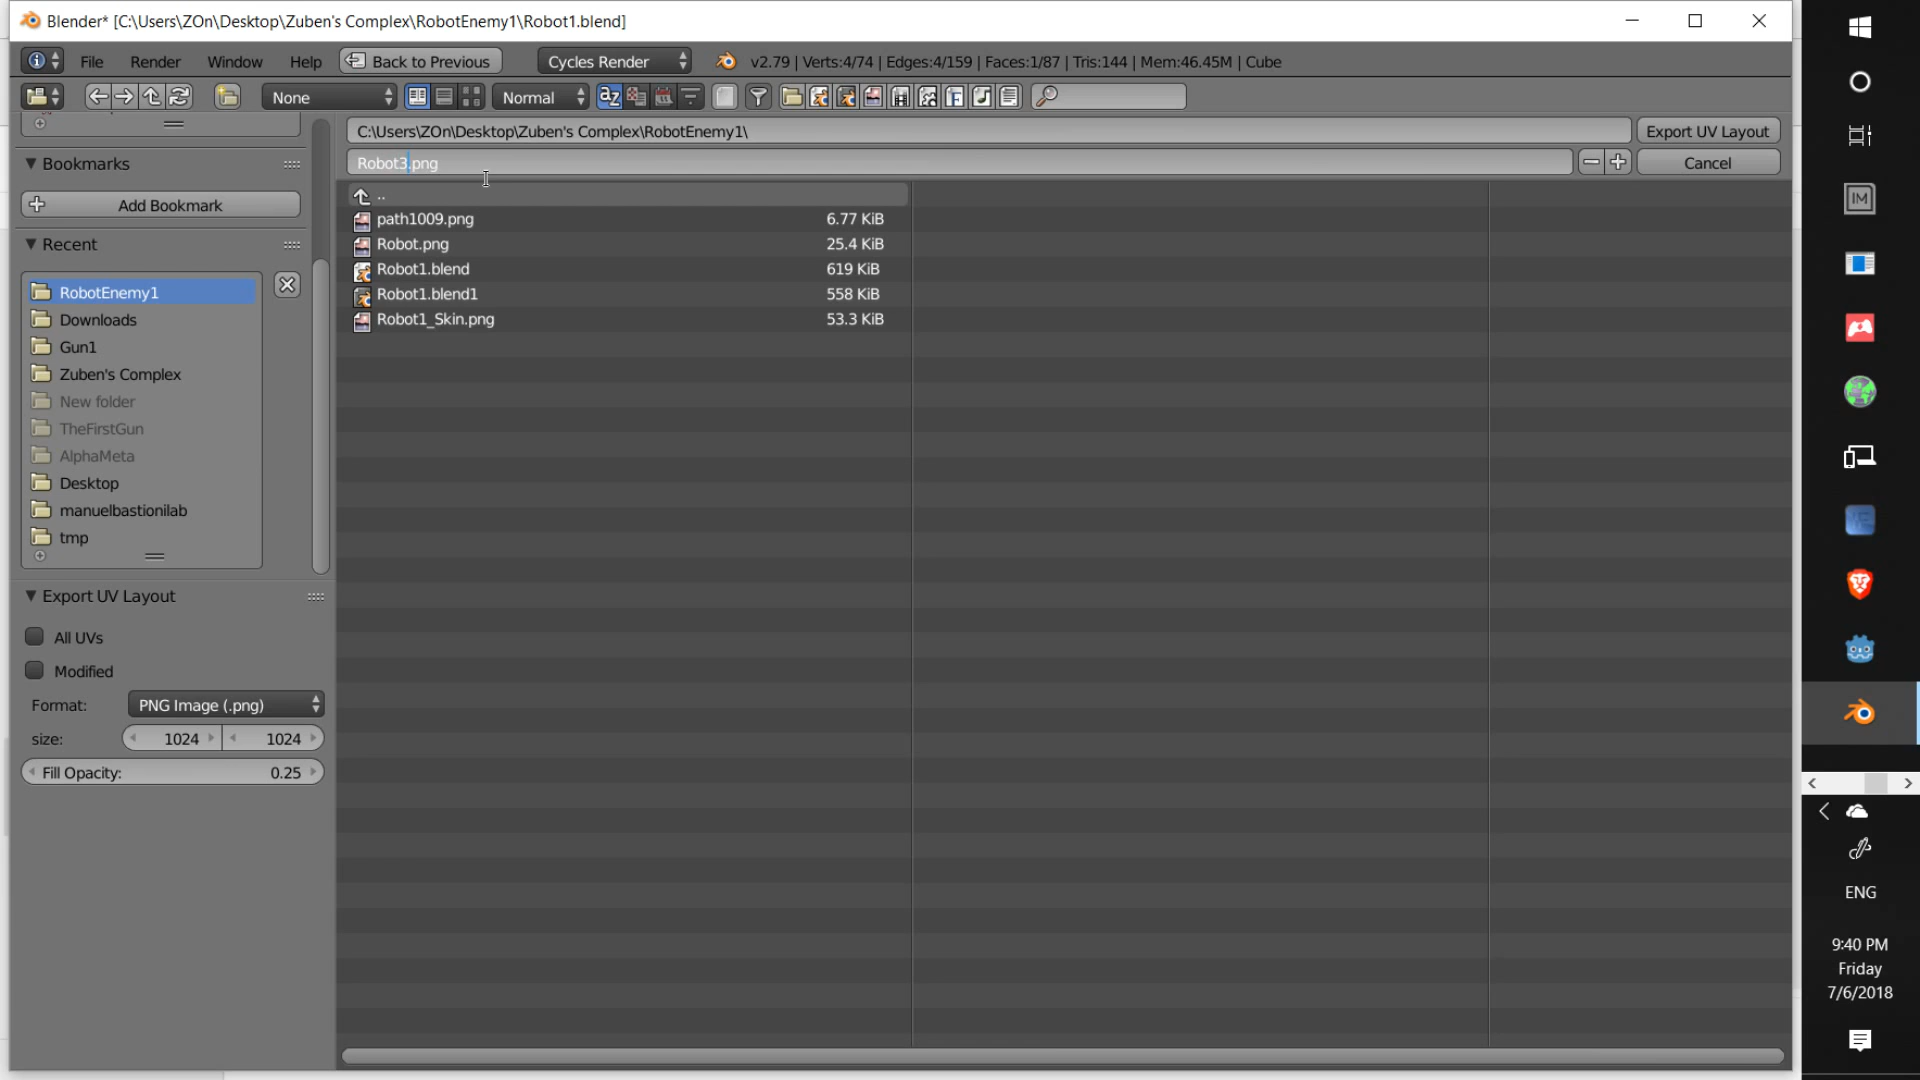 Blender* [C:\Users\ZOn\Desktop\Zuben's Complex\RobotEnemy1\Robot1.blend]
File Render Window Help Back to Previous Cycles Render v2.79 | Verts:4/74 | Edges:4/159 | Faces:1/87 | Tris:144 | Mem:46.45M | Cube
None Normal
C:\Users\ZOn\Desktop\Zuben's Complex\RobotEnemy1\ Export UV Layout
Robot3.png Cancel
Bookmarks
Add Bookmark
Recent
RobotEnemy1
Downloads
Gun1
Zuben's Complex
New folder
TheFirstGun
AlphaMeta
Desktop
manuelbastionilab
tmp
Export UV Layout
All UVs
Modified
Format: PNG Image (.png)
size: 1024 1024
Fill Opacity: 0.25
..
path1009.png 6.77 KiB
Robot.png 25.4 KiB
Robot1.blend 619 KiB
Robot1.blend1 558 KiB
Robot1_Skin.png 53.3 KiB
IM
ENG
9:40 PM
Friday
7/6/2018